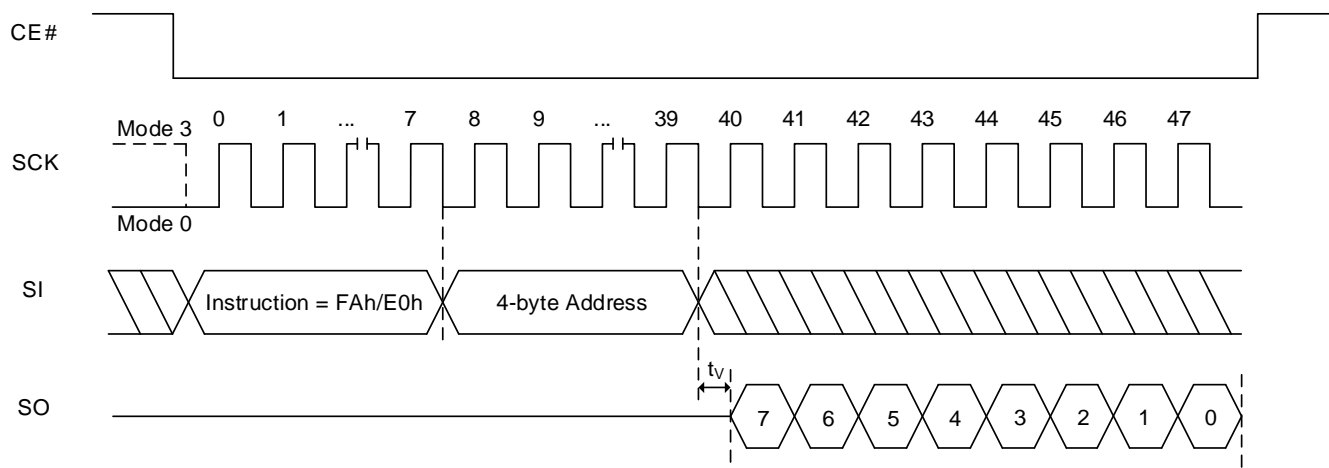 CE#
Mode 3
0 1 ... 7 8 9 ... 39 40 41 42 43 44 45 46 47
SCK
Mode 0
SI
Instruction = FAh/E0h
4-byte Address
tV
SO
7 6 5 4 3 2 1 0